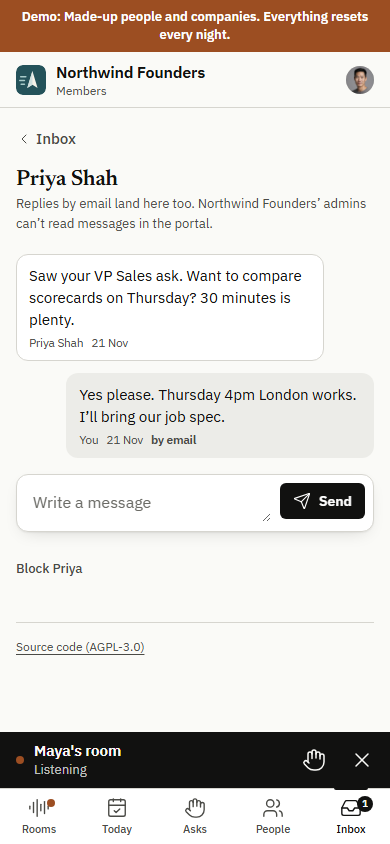 Demo: Made-up people and companies. Everything resets
every night.
Northwind Founders
Members
Inbox
Priya Shah
Replies by email land here too. Northwind Founders’ admins
can’t read messages in the portal.
Saw your VP Sales ask. Want to compare
scorecards on Thursday? 30 minutes is
plenty.
Priya Shah 21 Nov
Yes please. Thursday 4pm London works.
I’ll bring our job spec.
You 21 Nov by email
Write a message
Send
Block Priya
Source code (AGPL-3.0)
Maya's room
Listening
1
Rooms Today Asks People Inbox